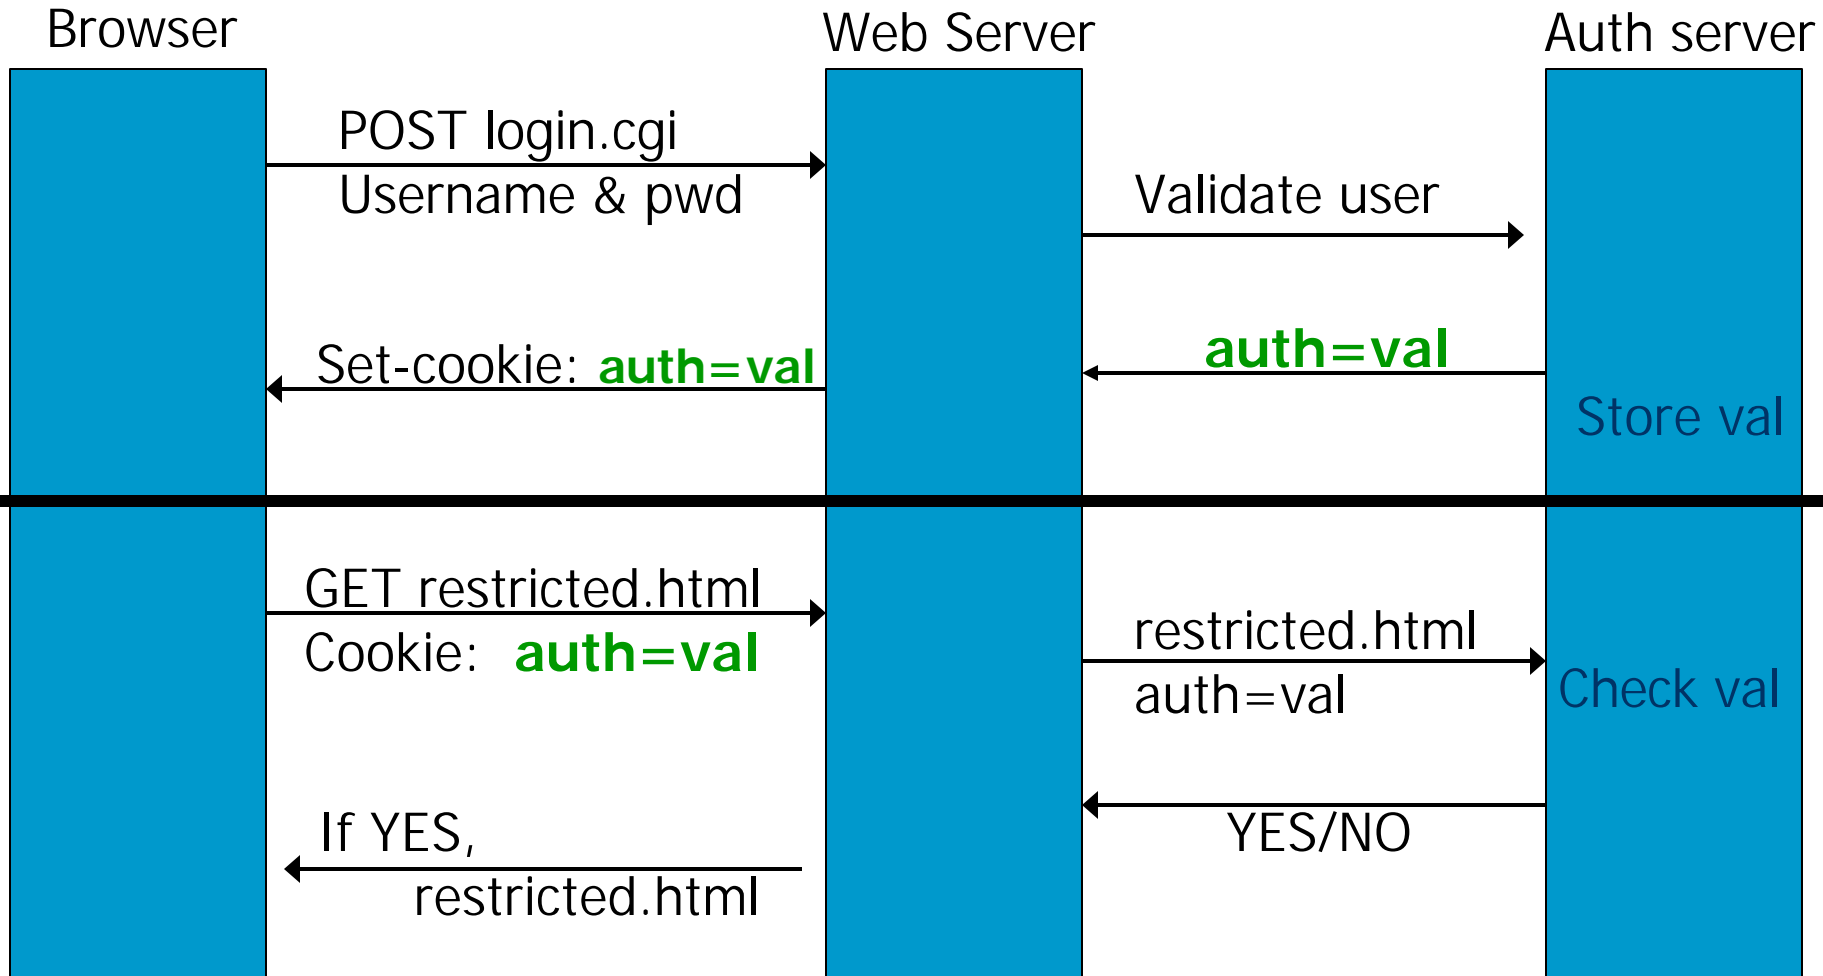 Browser
Web Server
Auth server
POST login.cgi
Username & pwd
Validate user
Set-cookie: auth=val
auth=val
Store val
GET restricted.html
Cookie: auth=val
restricted.html
auth=val
Check val
If YES,
restricted.html
YES/NO